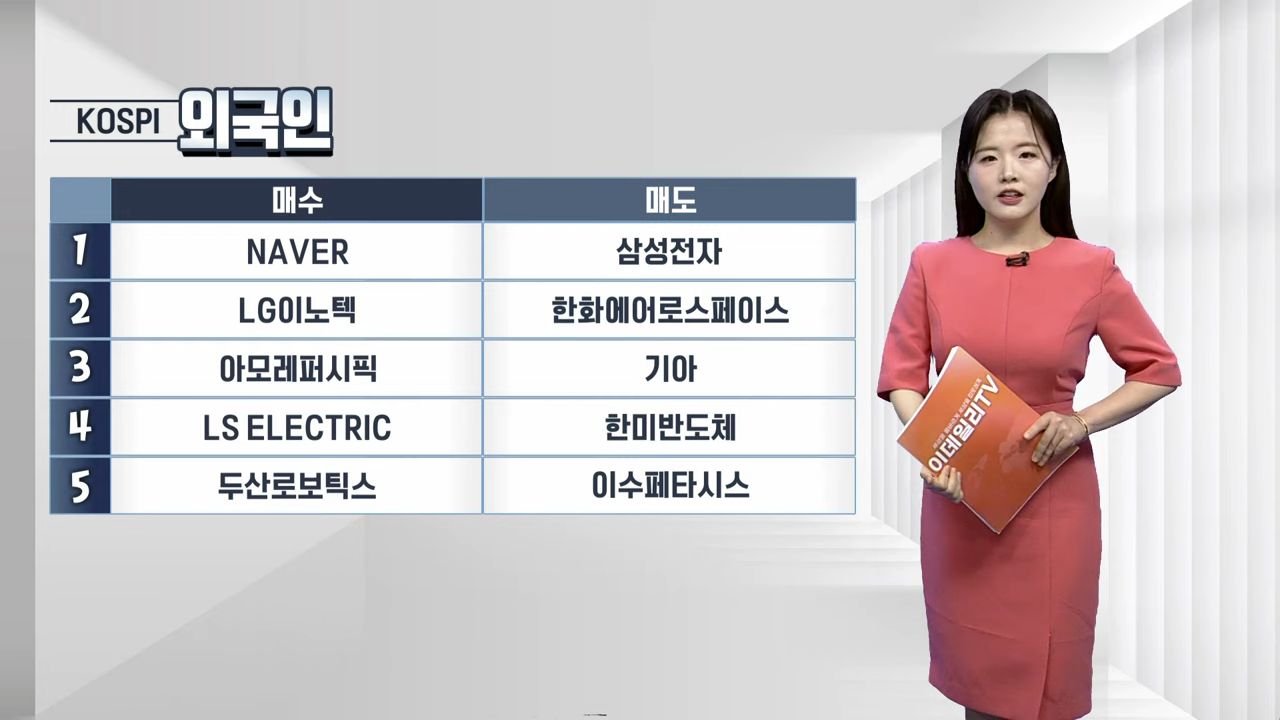 KOSPI 외국인
매수 매도
1 NAVER 삼성전자
2 LG이노텍 한화에어로스페이스
3 아모레퍼시픽 기아
4 LS ELECTRIC 한미반도체
5 두산로보틱스 이수페타시스
이데일리TV